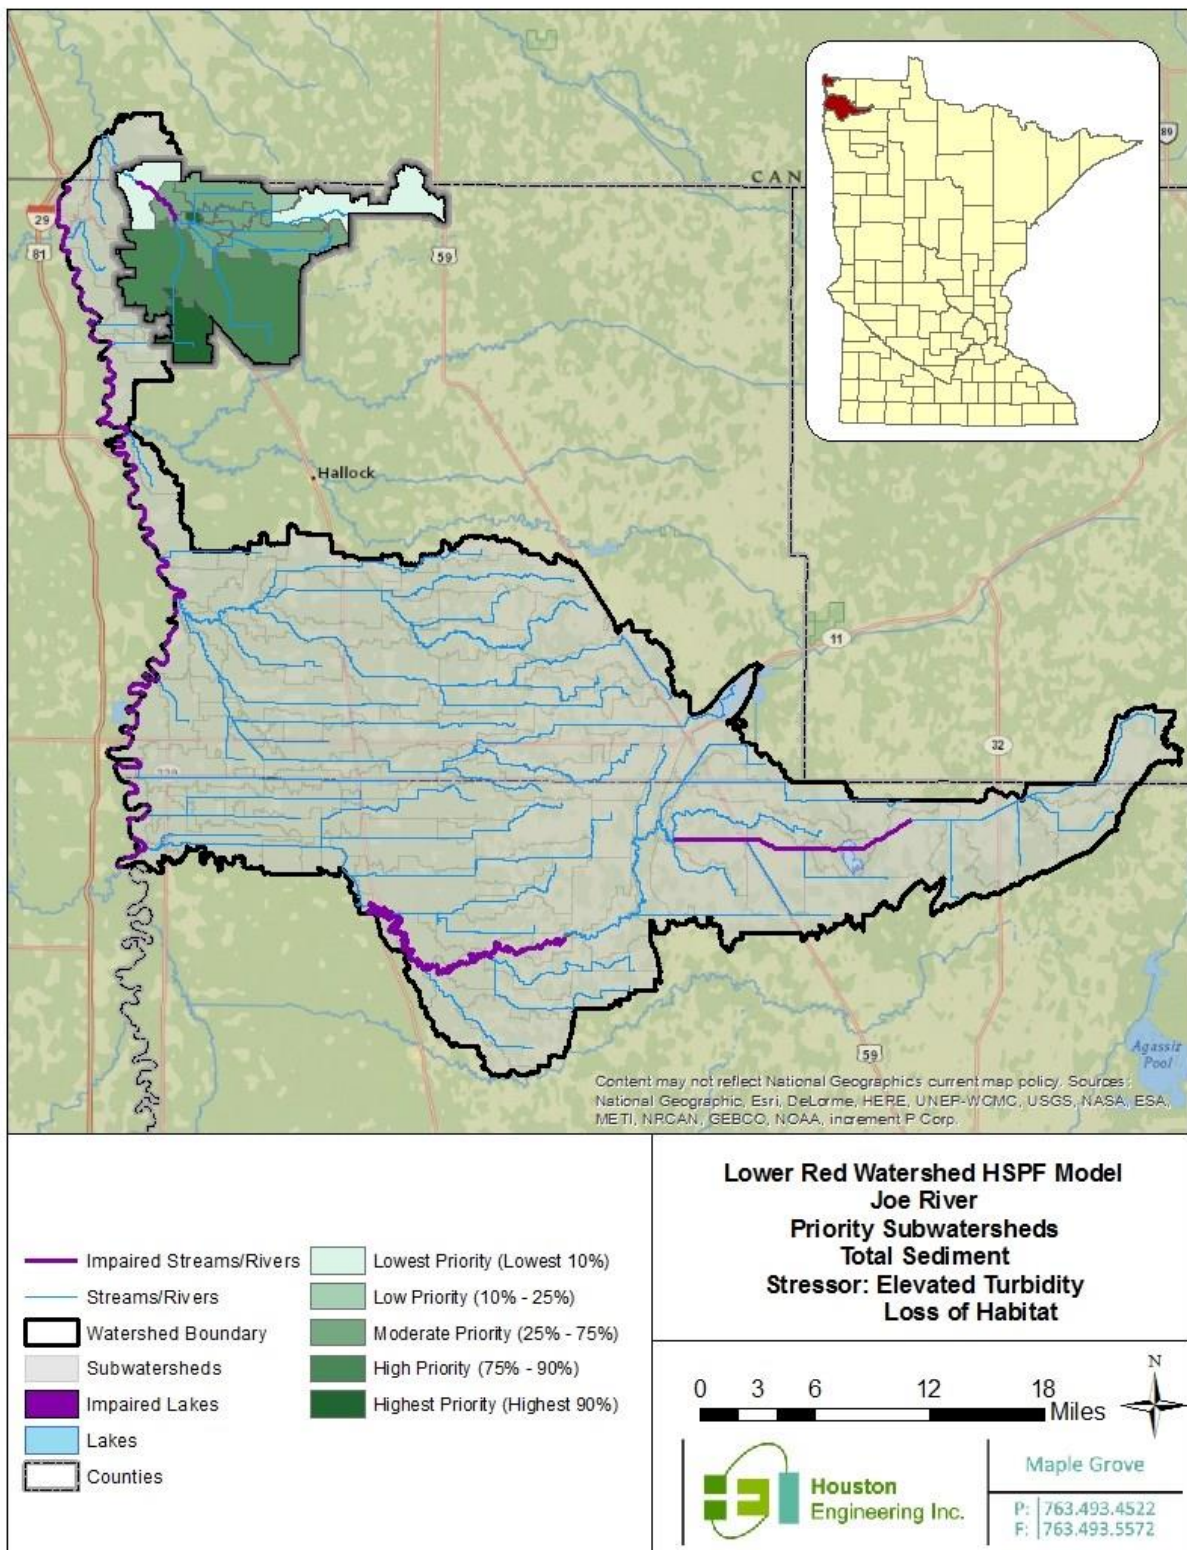 CAN
89
29
81
59
Hallock
11
32
220
59
Agassiz
Pool
Content may not reflect National Geographic's current map policy. Sources:
National Geographic, Esri, DeLorme, HERE, UNEP-WCMC, USGS, NASA, ESA,
METI, NRCAN, GEBCO, NOAA, increment P Corp.
Impaired Streams/Rivers
Streams/Rivers
Watershed Boundary
Subwatersheds
Impaired Lakes
Lakes
Counties
Lowest Priority (Lowest 10%)
Low Priority (10% - 25%)
Moderate Priority (25% - 75%)
High Priority (75% - 90%)
Highest Priority (Highest 90%)
Lower Red Watershed HSPF Model
Joe River
Priority Subwatersheds
Total Sediment
Stressor: Elevated Turbidity
Loss of Habitat
0 3 6 12 18
Miles
N
Houston
Engineering Inc.
Maple Grove
P: 763.493.4522
F: 763.493.5572